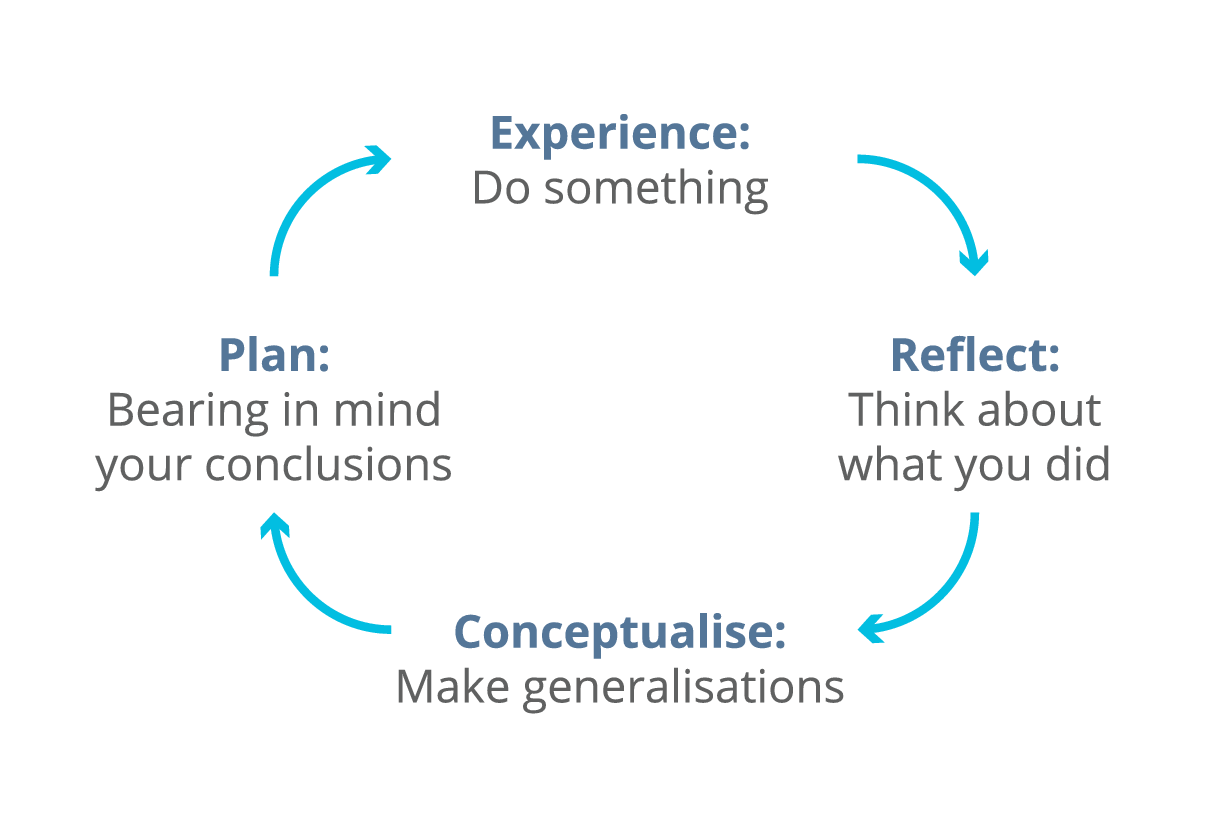 Experience:
Do something
Plan:
Bearing in mind
your conclusions
Reflect:
Think about
what you did
Conceptualise:
Make generalisations